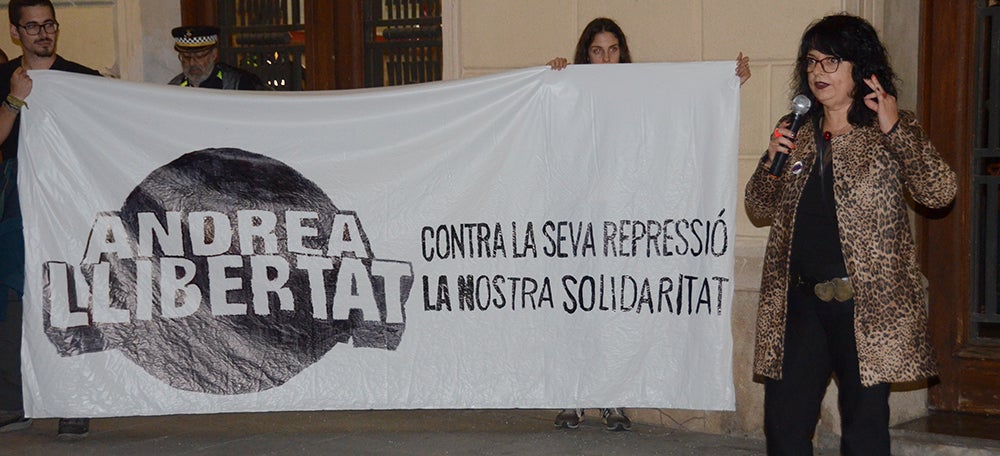 ANDREA
LLIBERTAT
CONTRA LA SEVA REPRESSIÓ
LA NOSTRA SOLIDARITAT